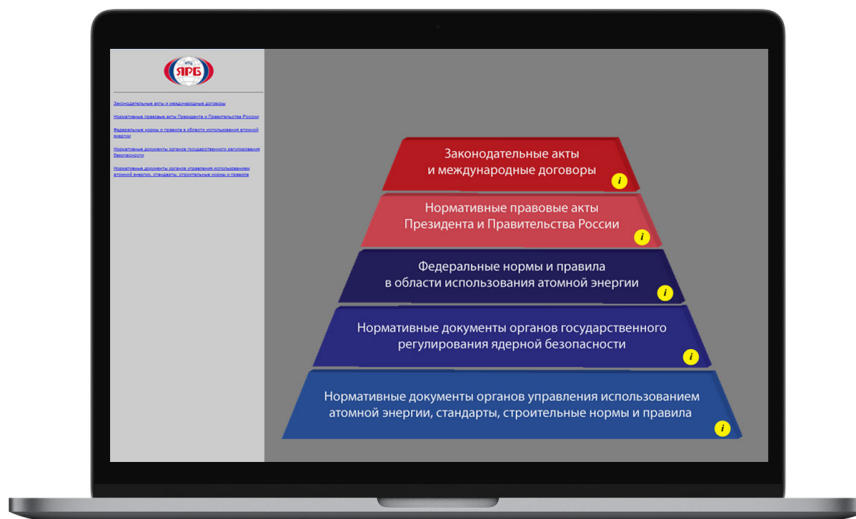 НТЦ
ЯРБ
Законодательные акты и международные договоры
Нормативные правовые акты Президента и Правительства России
Федеральные нормы и правила в области использования атомной
энергии
Нормативные документы органов государственного регулирования
безопасности
Нормативные документы органов управления использованием
атомной энергии, стандарты, строительные нормы и правила
Законодательные акты
и международные договоры
i
Нормативные правовые акты
Президента и Правительства России
i
Федеральные нормы и правила
в области использования атомной энергии
i
Нормативные документы органов государственного
регулирования ядерной безопасности
i
Нормативные документы органов управления использованием
атомной энергии, стандарты, строительные нормы и правила
i